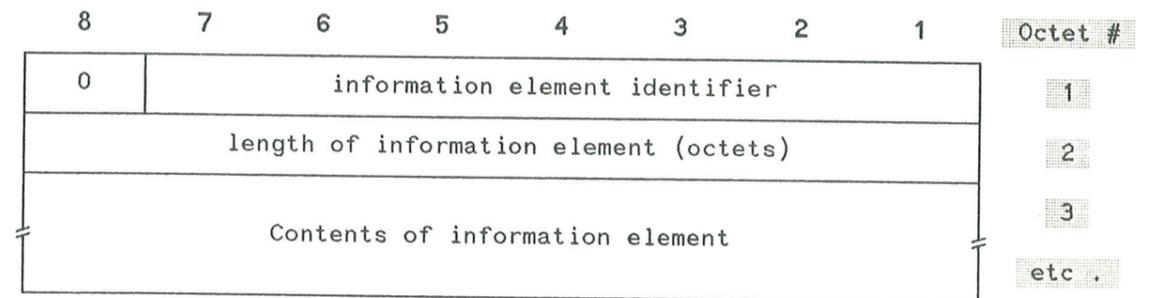 8 7 6 5 4 3 2 1 Octet #
0 information element identifier 1
length of information element (octets) 2
3
Contents of information element
etc .